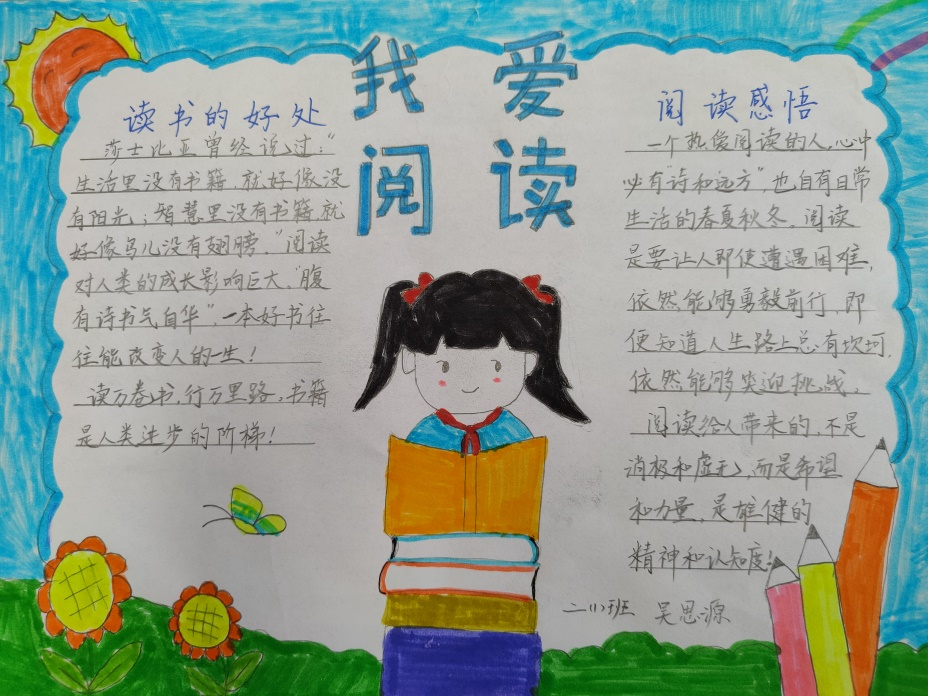 我爱
阅读
读书的好处
莎士比亚曾经说过:“
生活里没有书籍,就好像没
有阳光;智慧里没有书籍,就
好像鸟儿没有翅膀.”阅读
对人类的成长影响巨大,“腹
有诗书气自华”,一本好书往
往能改变人的一生!
读万卷书,行万里路,书籍
是人类进步的阶梯!
阅读感悟
一个热爱阅读的人,心中
必有“诗和远方”,也自有日常
生活的春夏秋冬.阅读
是要让人即使遭遇困难,
依然能够勇毅前行,即
便知道人生路上总有坎坷,
依然能够笑迎挑战,
阅读给人带来的,不是
消极和虚无,而是希望
和力量,是雄健的
精神和认知度!
二(1)班 吴思源